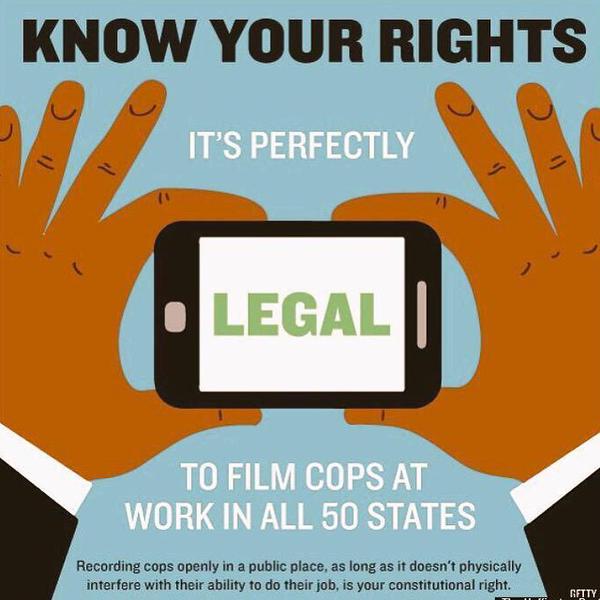 KNOW YOUR RIGHTS
IT'S PERFECTLY
LEGAL
TO FILM COPS AT
WORK IN ALL 50 STATES
Recording cops openly in a public place, as long as it doesn't physically
interfere with their ability to do their job, is your constitutional right.
GETTY